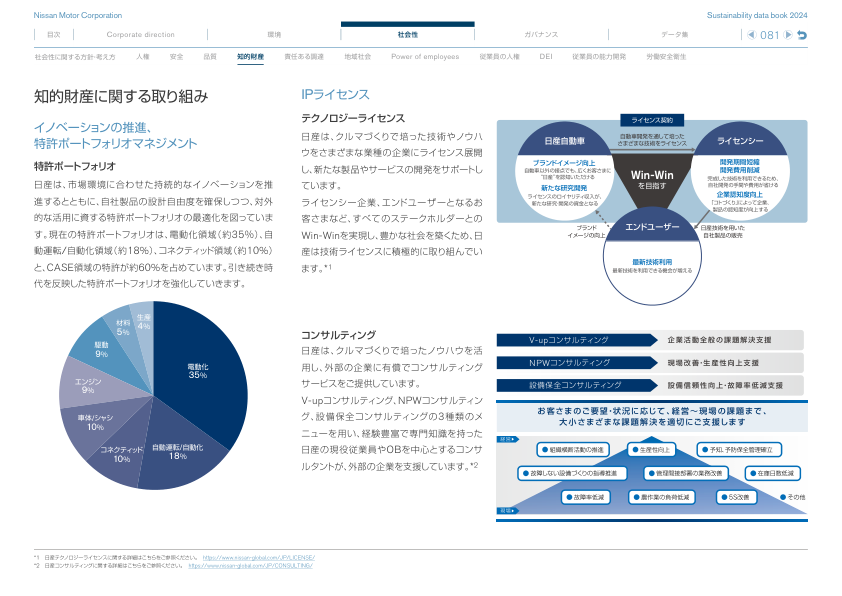 Nissan Motor Corporation
Sustainability data book 2024
目次
Corporate direction
環境
社会性
ガバナンス
データ集
081
社会性に関する方針・考え方
人権
安全
品質
知的財産
責任ある調達
地域社会
Power of employees
従業員の人権
DEI
従業員の能力開発
労働安全衛生
知的財産に関する取り組み
イノベーションの推進、
特許ポートフォリオマネジメント
特許ポートフォリオ
日産は、市場環境に合わせた持続的なイノベーションを推
進するとともに、自社製品の設計自由度を確保しつつ、対外
的な活用に資する特許ポートフォリオの最適化を図っていま
す。現在の特許ポートフォリオは、電動化領域（約35%）、自
動運転/自動化領域（約18%）、コネクティッド領域（約10%）
と、CASE領域の特許が約60%を占めています。引き続き時
代を反映した特許ポートフォリオを強化していきます。
生産
4%
材料
5%
駆動
9%
エンジン
9%
車体/シャシ
10%
コネクティッド
10%
自動運転/自動化
18%
電動化
35%
IPライセンス
テクノロジーライセンス
日産は、クルマづくりで培った技術やノウハ
ウをさまざまな業種の企業にライセンス展開
し、新たな製品やサービスの開発をサポートし
ています。
ライセンシー企業、エンドユーザーとなるお
客さまなど、すべてのステークホルダーとの
Win-Winを実現し、豊かな社会を築くため、日
産は技術ライセンスに積極的に取り組んでい
ます。*1
ライセンス契約
日産自動車
自動車開発を通して培った
さまざまな技術をライセンス
ライセンシー
ブランドイメージ向上
自動車以外の接点でも、広くお客さまに
“日産”を認知いただける
新たな研究開発
ライセンスのロイヤリティ収入が、
新たな研究・開発の資金となる
Win-Win
を目指す
開発期間短縮
開発費用削減
完成した技術を利用できるため、
自社開発の手間や費用が省ける
企業認知度向上
「コトづくり」によって企業、
製品の認知度が向上する
ブランド
イメージの向上
エンドユーザー
日産技術を用いた
自社製品の販売
最新技術利用
最新技術を利用できる機会が増える
コンサルティング
日産は、クルマづくりで培ったノウハウを活
用し、外部の企業に有償でコンサルティング
サービスをご提供しています。
V-upコンサルティング、NPWコンサルティン
グ、設備保全コンサルティングの3種類のメ
ニューを用い、経験豊富で専門知識を持った
日産の現役従業員やOBを中心とするコンサ
ルタントが、外部の企業を支援しています。*2
V-upコンサルティング
企業活動全般の課題解決支援
NPWコンサルティング
現場改善・生産性向上支援
設備保全コンサルティング
設備信頼性向上・故障率低減支援
お客さまのご要望・状況に応じて、経営〜現場の課題まで、
大小さまざまな課題解決を適切にご支援します
経営
●組織横断活動の推進
●生産性向上
●予知、予防保全管理確立
●故障しない設備づくりの指導推進
●管理間接部署の業務改善
●在庫日数低減
●故障率低減
●層作業の負荷低減
●5S改善
●その他
現場
*1 日産テクノロジーライセンスに関する詳細はこちらをご参照ください。 https://www.nissan-global.com/JP/LICENSE/
*2 日産コンサルティングに関する詳細はこちらをご参照ください。 https://www.nissan-global.com/JP/CONSULTING/